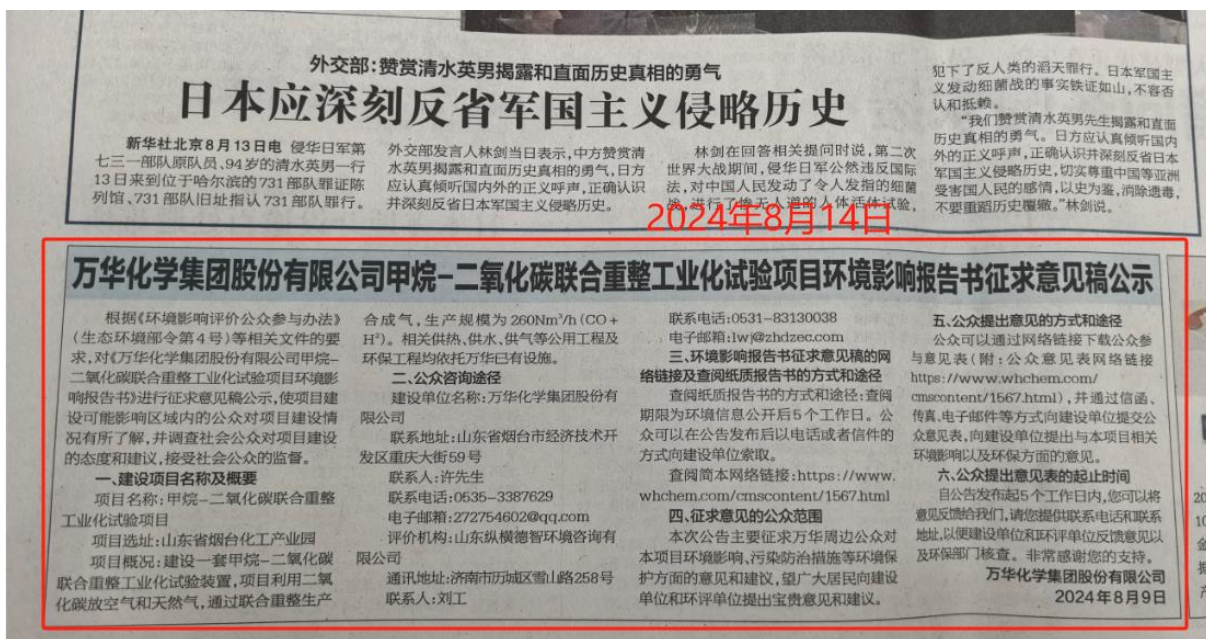 外交部：赞赏清水英男揭露和直面历史真相的勇气
日本应深刻反省军国主义侵略历史
新华社北京8月13日电 侵华日军第
七三一部队原队员、94岁的清水英男一行
13日来到位于哈尔滨的731部队罪证陈
列馆、731部队旧址指认731部队罪行。
外交部发言人林剑当日表示，中方赞赏清
水英男揭露和直面历史真相的勇气，日方
应认真倾听国内外的正义呼声，正确认识
并深刻反省日本军国主义侵略历史。
林剑在回答相关提问时说，第二次
世界大战期间，侵华日军公然违反国际
法，对中国人民发动了令人发指的细菌
战，进行了惨无人道的人体活体试验，
犯下了反人类的滔天罪行。日本军国主
义发动细菌战的事实铁证如山，不容否
认和抵赖。
“我们赞赏清水英男先生揭露和直面
历史真相的勇气。日方应认真倾听国内
外的正义呼声，正确认识并深刻反省日本
军国主义侵略历史，切实尊重中国等亚洲
受害国人民的感情，以史为鉴，消除遗毒，
不要重蹈历史覆辙。”林剑说。
2024年8月14日
万华化学集团股份有限公司甲烷-二氧化碳联合重整工业化试验项目环境影响报告书征求意见稿公示
根据《环境影响评价公众参与办法》
（生态环境部令第4号）等相关文件的要
求，对《万华化学集团股份有限公司甲烷-
二氧化碳联合重整工业化试验项目环境影
响报告书》进行征求意见稿公示，使项目建
设可能影响区域内的公众对项目建设情
况有所了解，并调查社会公众对项目建设
的态度和建议，接受社会公众的监督。
一、建设项目名称及概要
项目名称：甲烷-二氧化碳联合重整
工业化试验项目
项目选址：山东省烟台化工产业园
项目概况：建设一套甲烷-二氧化碳
联合重整工业化试验装置，项目利用二氧
化碳放空气和天然气，通过联合重整生产
合成气，生产规模为260Nm³/h（CO+
H²）。相关供热、供水、供气等公用工程及
环保工程均依托万华已有设施。
二、公众咨询途径
建设单位名称：万华化学集团股份有
限公司
联系地址：山东省烟台市经济技术开
发区重庆大街59号
联系人：许先生
联系电话：0535-3387629
电子邮箱：272754602@qq.com
评价机构：山东纵横德智环境咨询有
限公司
通讯地址：济南市历城区雪山路258号
联系人：刘工
联系电话：0531-83130038
电子邮箱：lwj@zhdzec.com
三、环境影响报告书征求意见稿的网
络链接及查阅纸质报告书的方式和途径
查阅纸质报告书的方式和途径：查阅
期限为环境信息公开后5个工作日。公
众可以在公告发布后以电话或者信件的
方式向建设单位索取。
查阅简本网络链接：https://www.
whchem.com/cmscontent/1567.html
四、征求意见的公众范围
本次公告主要征求万华周边公众对
本项目环境影响、污染防治措施等环境保
护方面的意见和建议，望广大居民向建设
单位和环评单位提出宝贵意见和建议。
五、公众提出意见的方式和途径
公众可以通过网络链接下载公众参
与意见表（附：公众意见表网络链接
https://www.whchem.com/
cmscontent/1567.html），并通过信函、
传真、电子邮件等方式向建设单位提交公
众意见表，向建设单位提出与本项目相关
环境影响以及环保方面的意见。
六、公众提出意见表的起止时间
自公告发布起5个工作日内，您可以将
意见反馈给我们，请您提供联系电话和联系
地址，以便建设单位和环评单位反馈意见以
及环保部门核查。非常感谢您的支持。
万华化学集团股份有限公司
2024年8月9日